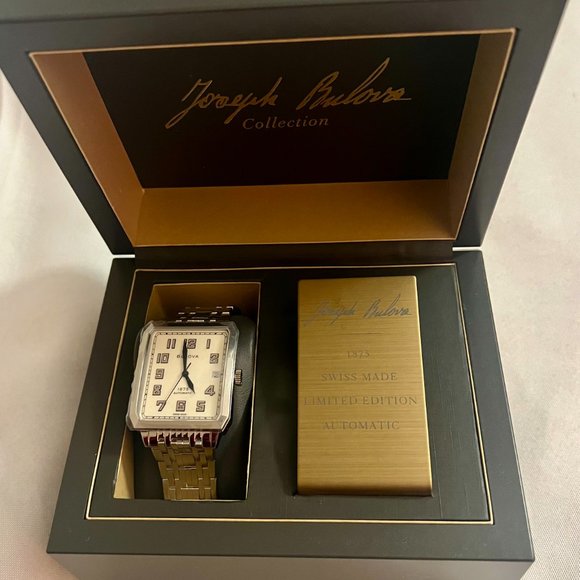 Joseph Bulova
Collection
12
11
1
10
2
BULOVA
9
8
4
1875
AUTOMATIC
7
5
Joseph Bulova
1875
SWISS MADE
LIMITED EDITION
AUTOMATIC